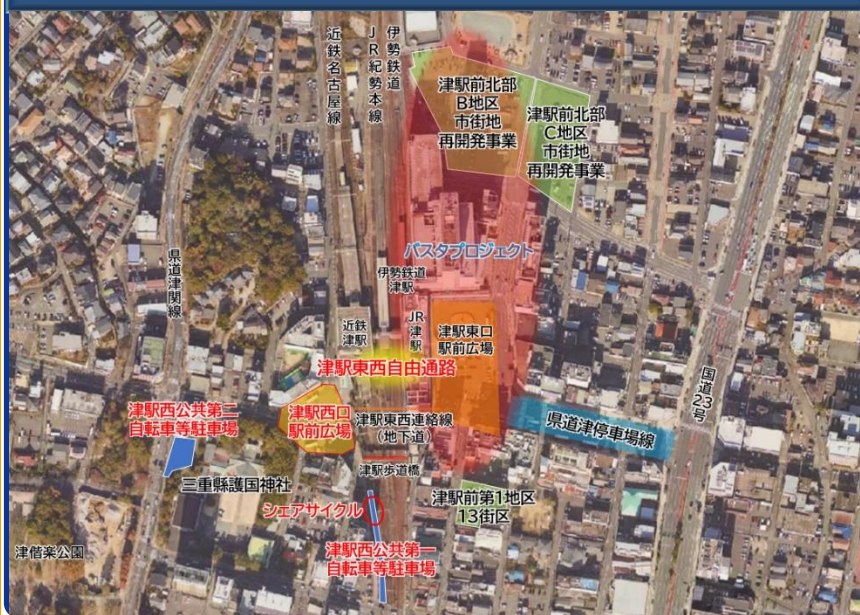 近鉄名古屋線
JR紀勢本線
伊勢鉄道
津駅前北部
B地区
市街地
再開発事業
津駅前北部
C地区
市街地
再開発事業
県道津関線
バスタプロジェクト
伊勢鉄道
津駅
近鉄
津駅
JR
津駅
津駅東口
駅前広場
津駅東西自由通路
国道23号
津駅西公共第二
自転車等駐車場
津駅西口
駅前広場
津駅東西連絡線
(地下道)
県道津停車場線
津駅歩道橋
三重縣護国神社
シェアサイクル
津駅前第1地区
13街区
津偕楽公園
津駅西公共第一
自転車等駐車場